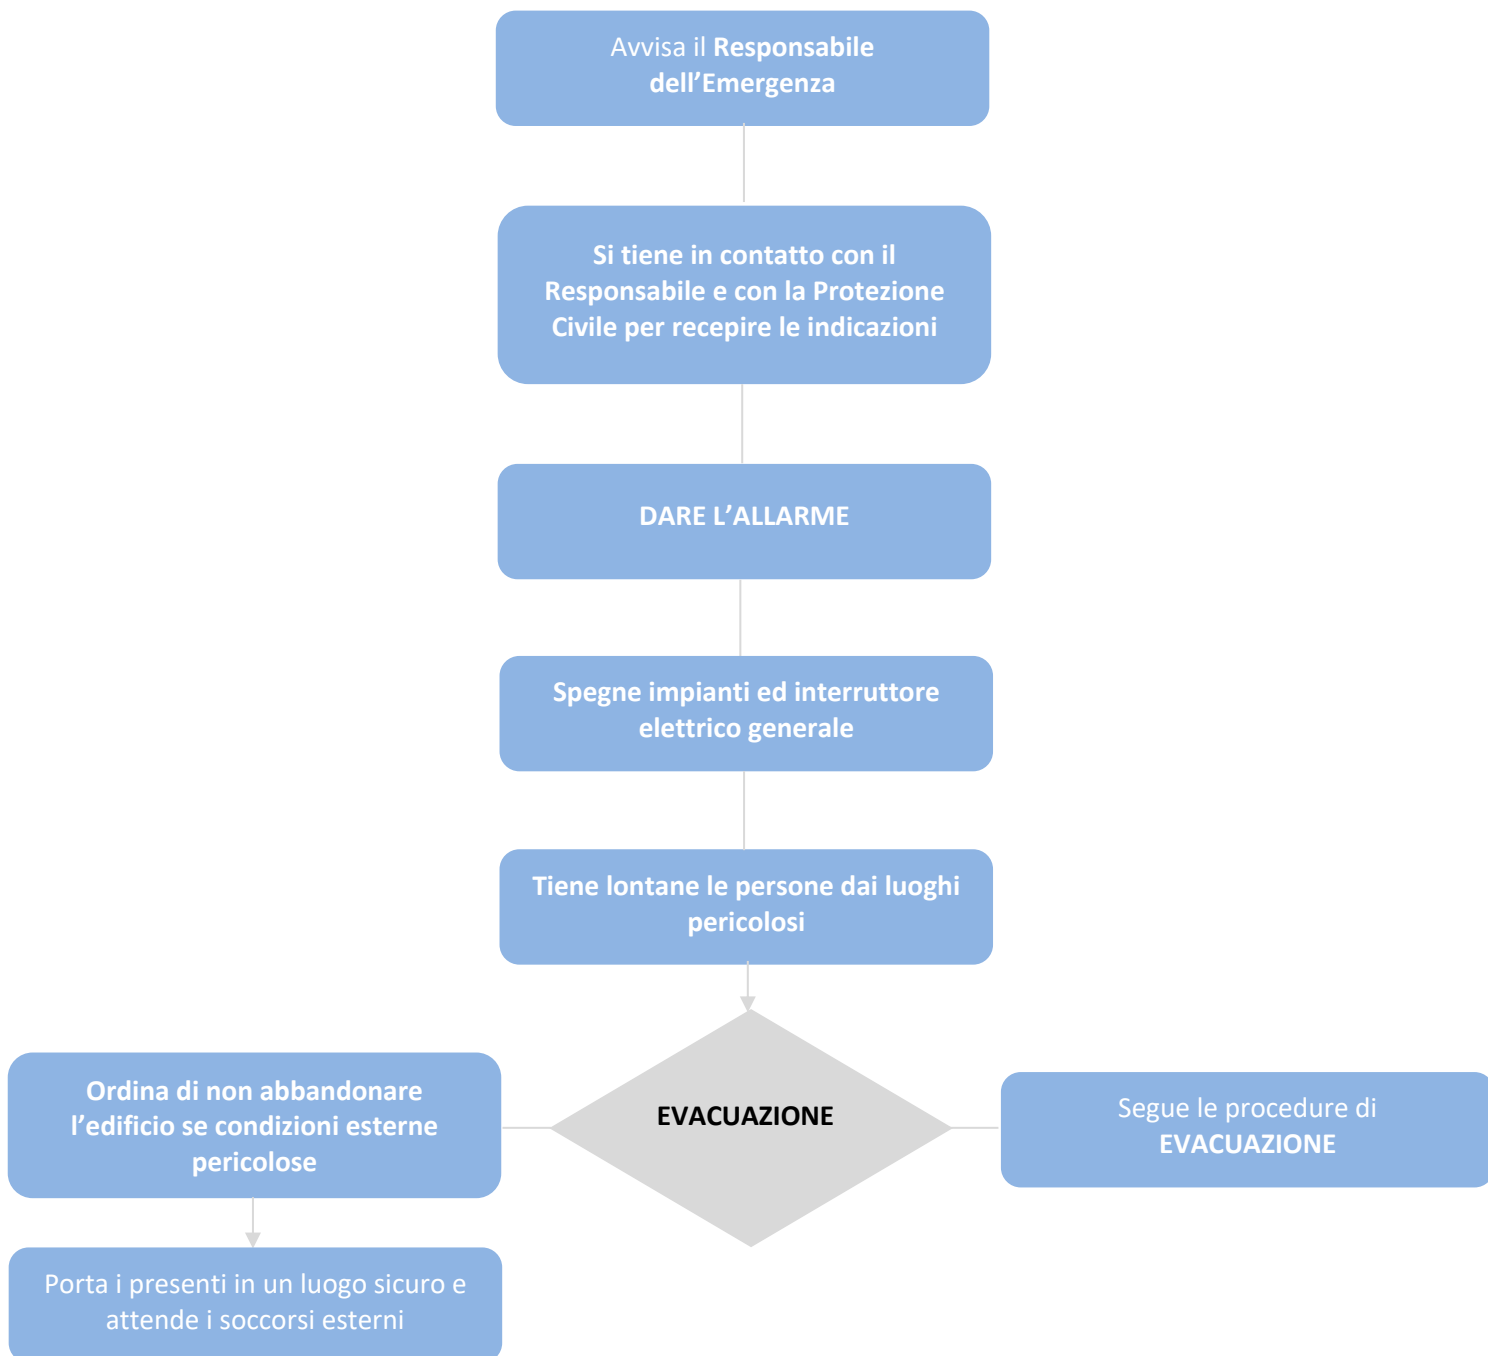 Avvisa il Responsabile
dell’Emergenza
Si tiene in contatto con il
Responsabile e con la Protezione
Civile per recepire le indicazioni
DARE L’ALLARME
Spegne impianti ed interruttore
elettrico generale
Tiene lontane le persone dai luoghi
pericolosi
EVACUAZIONE
Ordina di non abbandonare
l’edificio se condizioni esterne
pericolose
Segue le procedure di
EVACUAZIONE
Porta i presenti in un luogo sicuro e
attende i soccorsi esterni